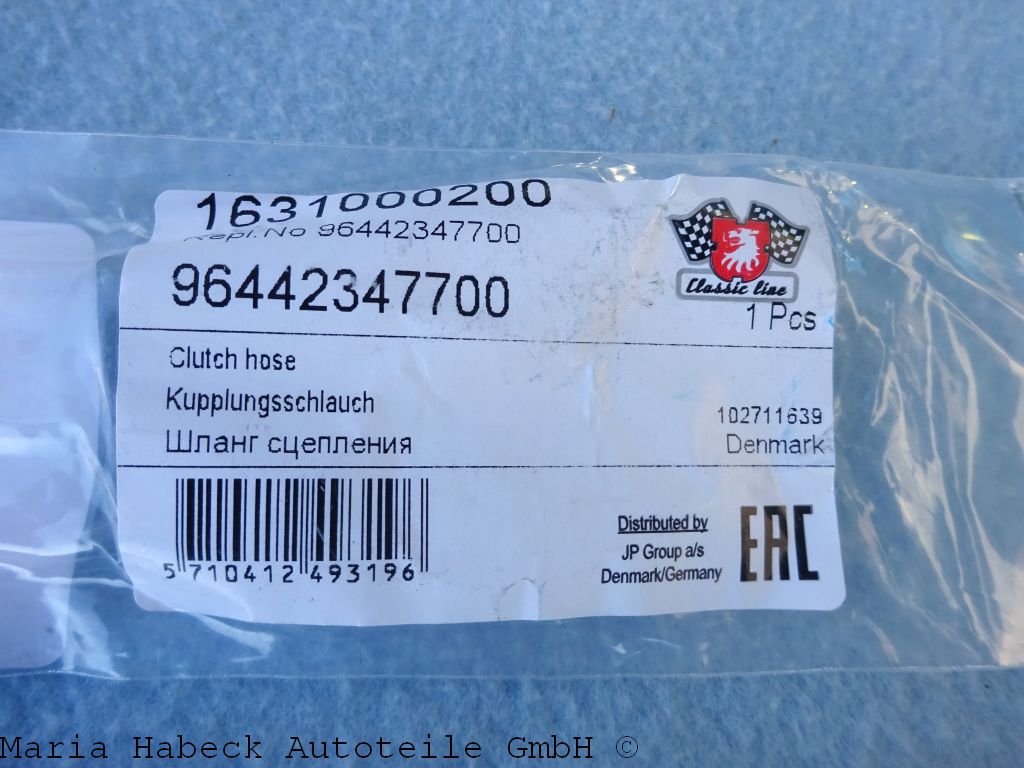 1631000200
Repl.No 96442347700
96442347700
Classic line
1 Pcs
Clutch hose
Kupplungsschlauch
Шланг сцепления
102711639
Denmark
5 710412 493196
Distributed by
JP Group a/s
Denmark/Germany
EAC
Maria Habeck Autoteile GmbH ©